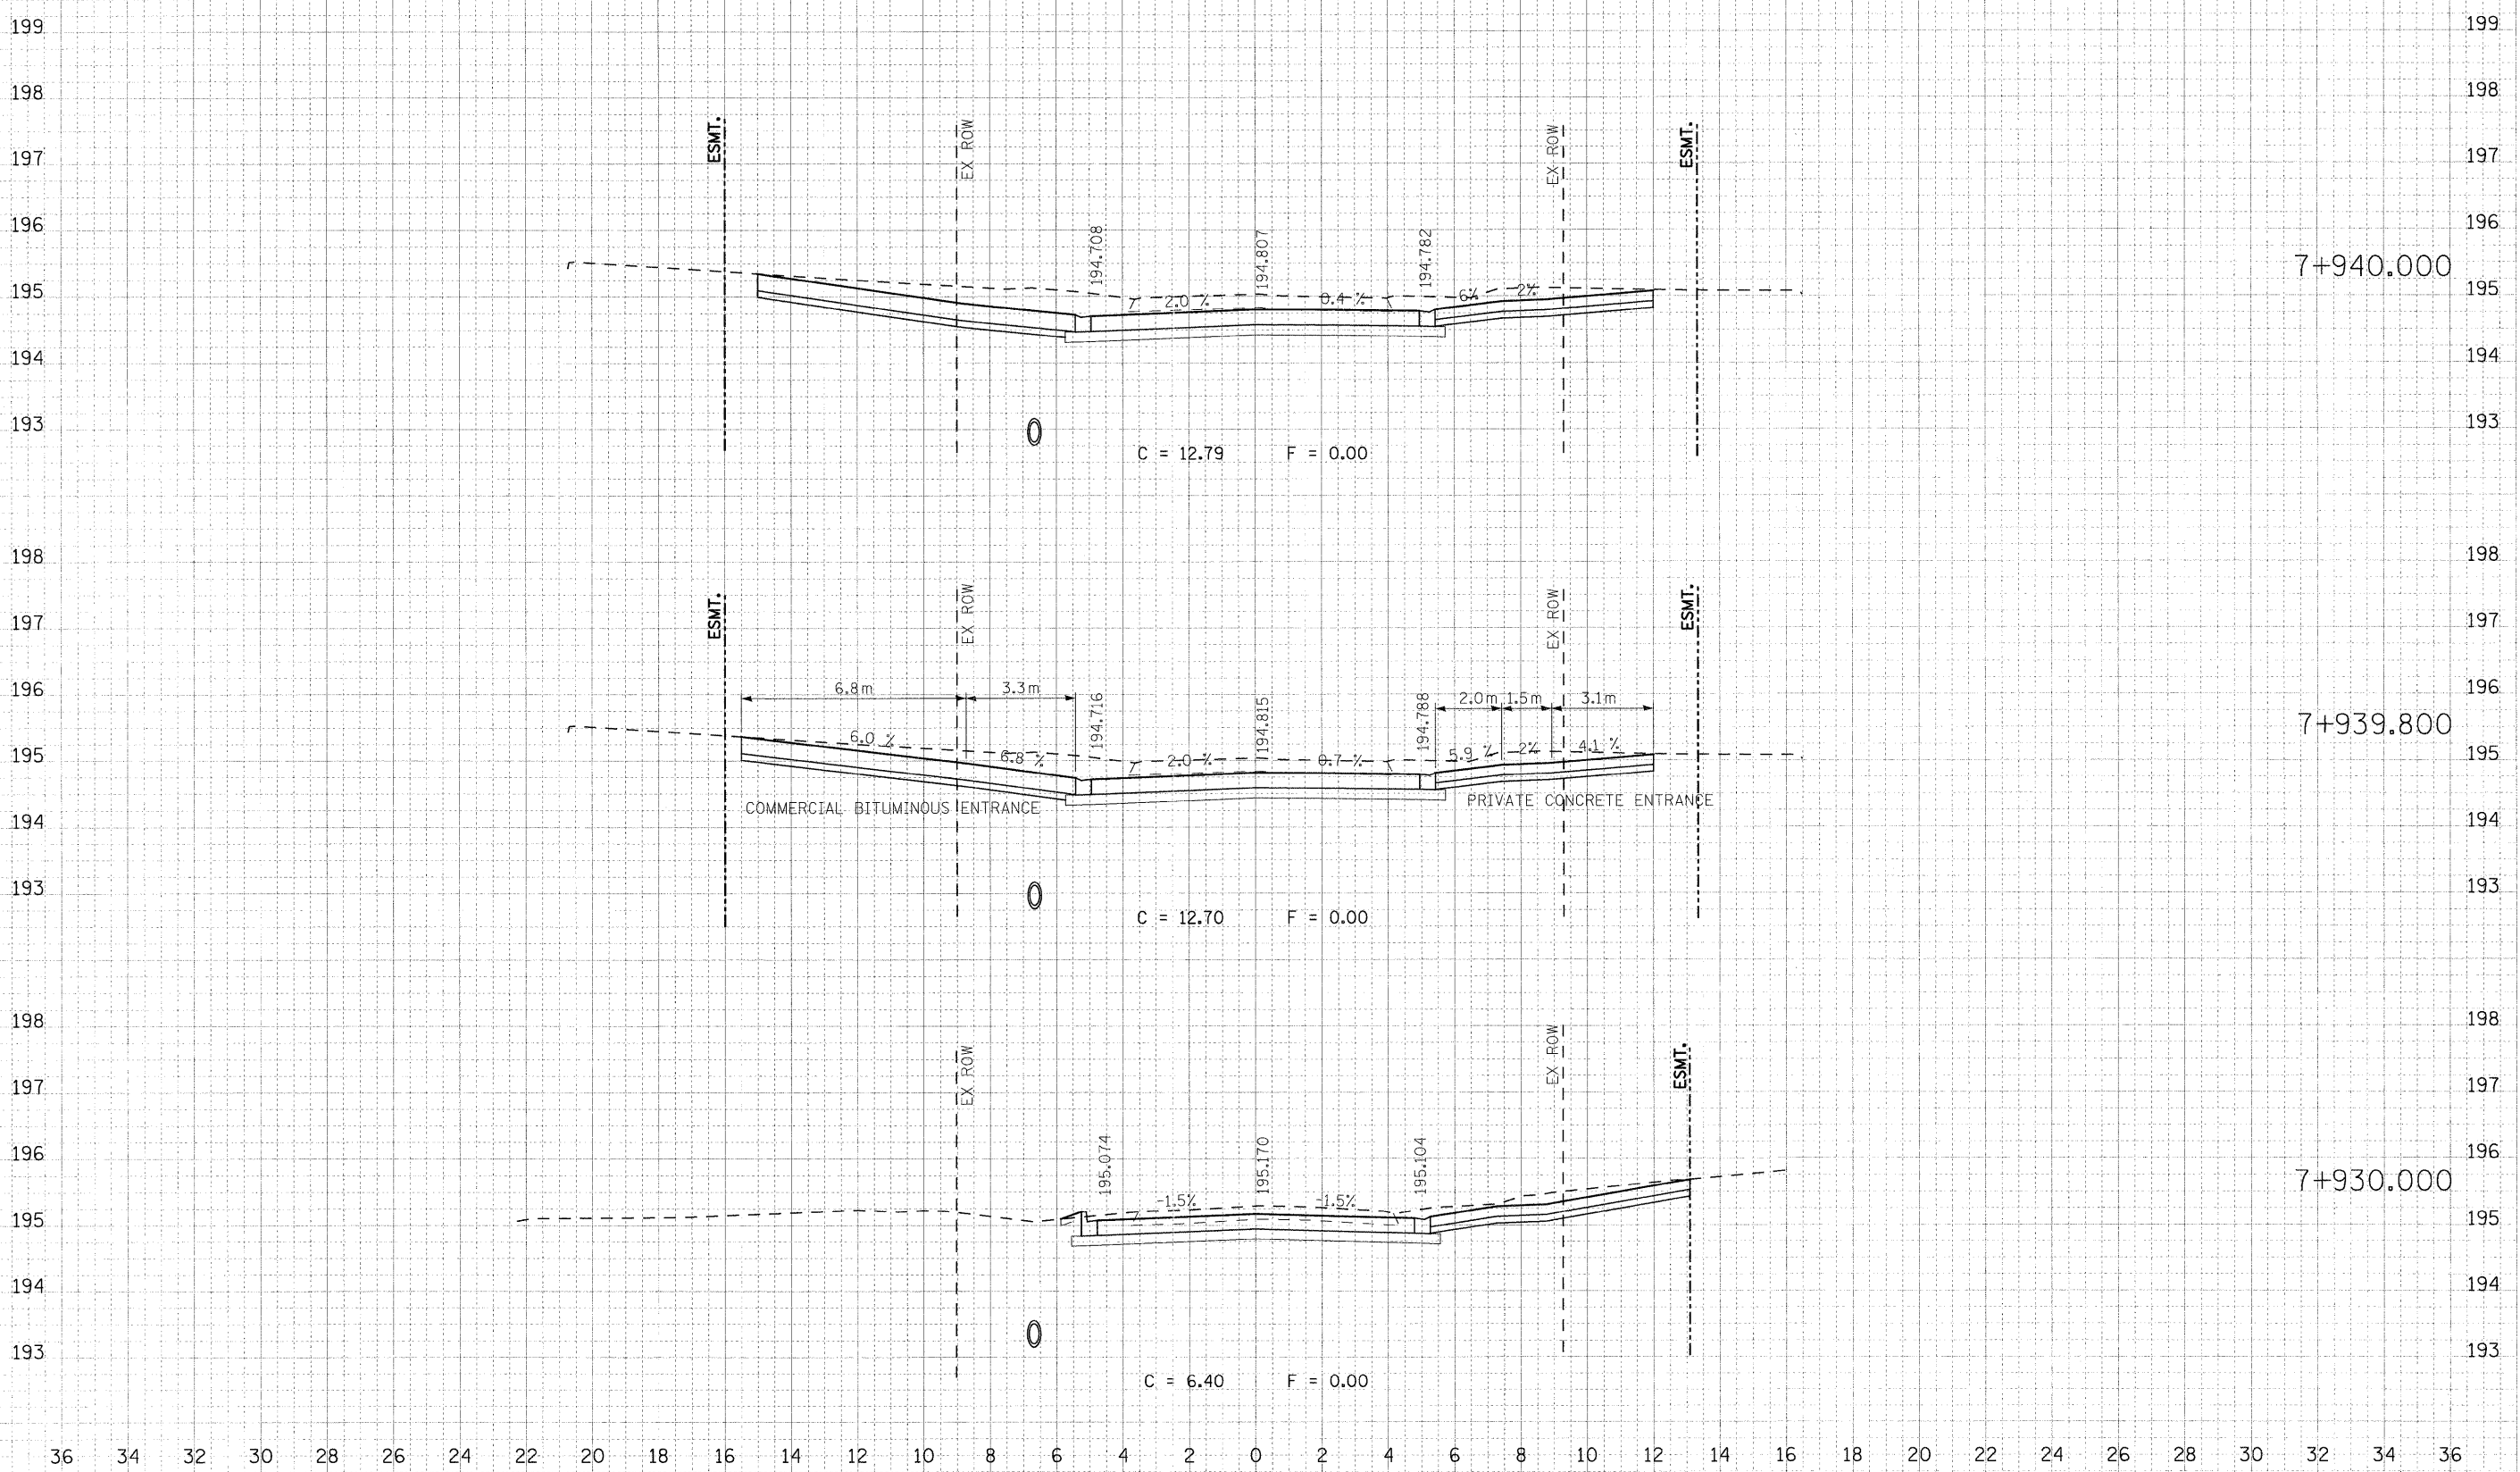 199 199
198 198
ESMT. EX ROW EX ROW ESMT.
197 197
196 196
194.708 194.807 194.782
7+940.000
195 2.0 % 0.4 % 6% 2% 195
194 194
193 193
C = 12.79 F = 0.00
198 198
ESMT. EX ROW EX ROW ESMT.
197 197
196 6.8 m 3.3 m 2.0 m 1.5 m 3.1 m 196
194.716 194.815 194.788
7+939.800
195 6.0 % 6.8 % 2.0 % 0.7 % 5.9 % 2% 4.1 % 195
COMMERCIAL BITUMINOUS ENTRANCE PRIVATE CONCRETE ENTRANCE
194 194
193 193
C = 12.70 F = 0.00
198 198
EX ROW EX ROW ESMT.
197 197
196 196
195.074 195.170 195.104
7+930.000
-1.5% -1.5%
195 195
194 194
193 193
C = 6.40 F = 0.00
36 34 32 30 28 26 24 22 20 18 16 14 12 10 8 6 4 2 0 2 4 6 8 10 12 14 16 18 20 22 24 26 28 30 32 34 36